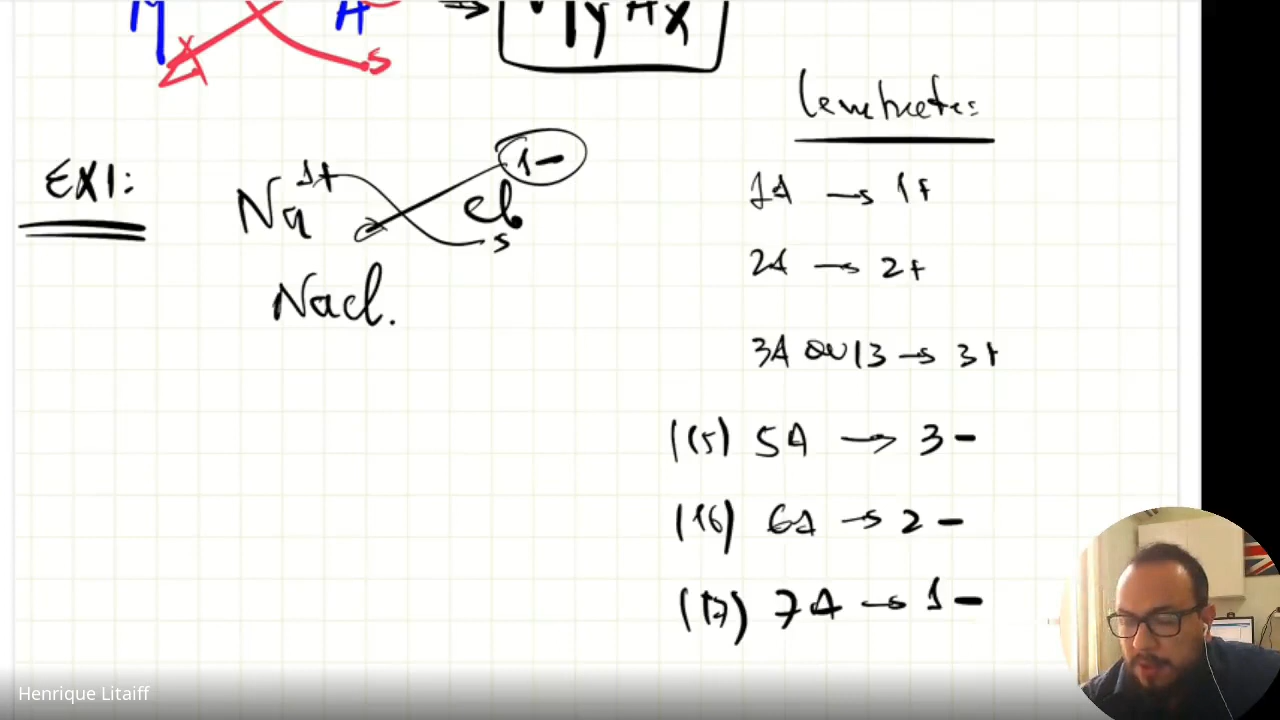 M A → MyAx
x
EX1:
Na 1+ Cl 1-
NaCl.
Lembretes
1A → 1+
2A → 2+
3A ou 13 → 3+
(15) 5A → 3-
(16) 6A → 2-
(17) 7A → 1-
Henrique Litaiff